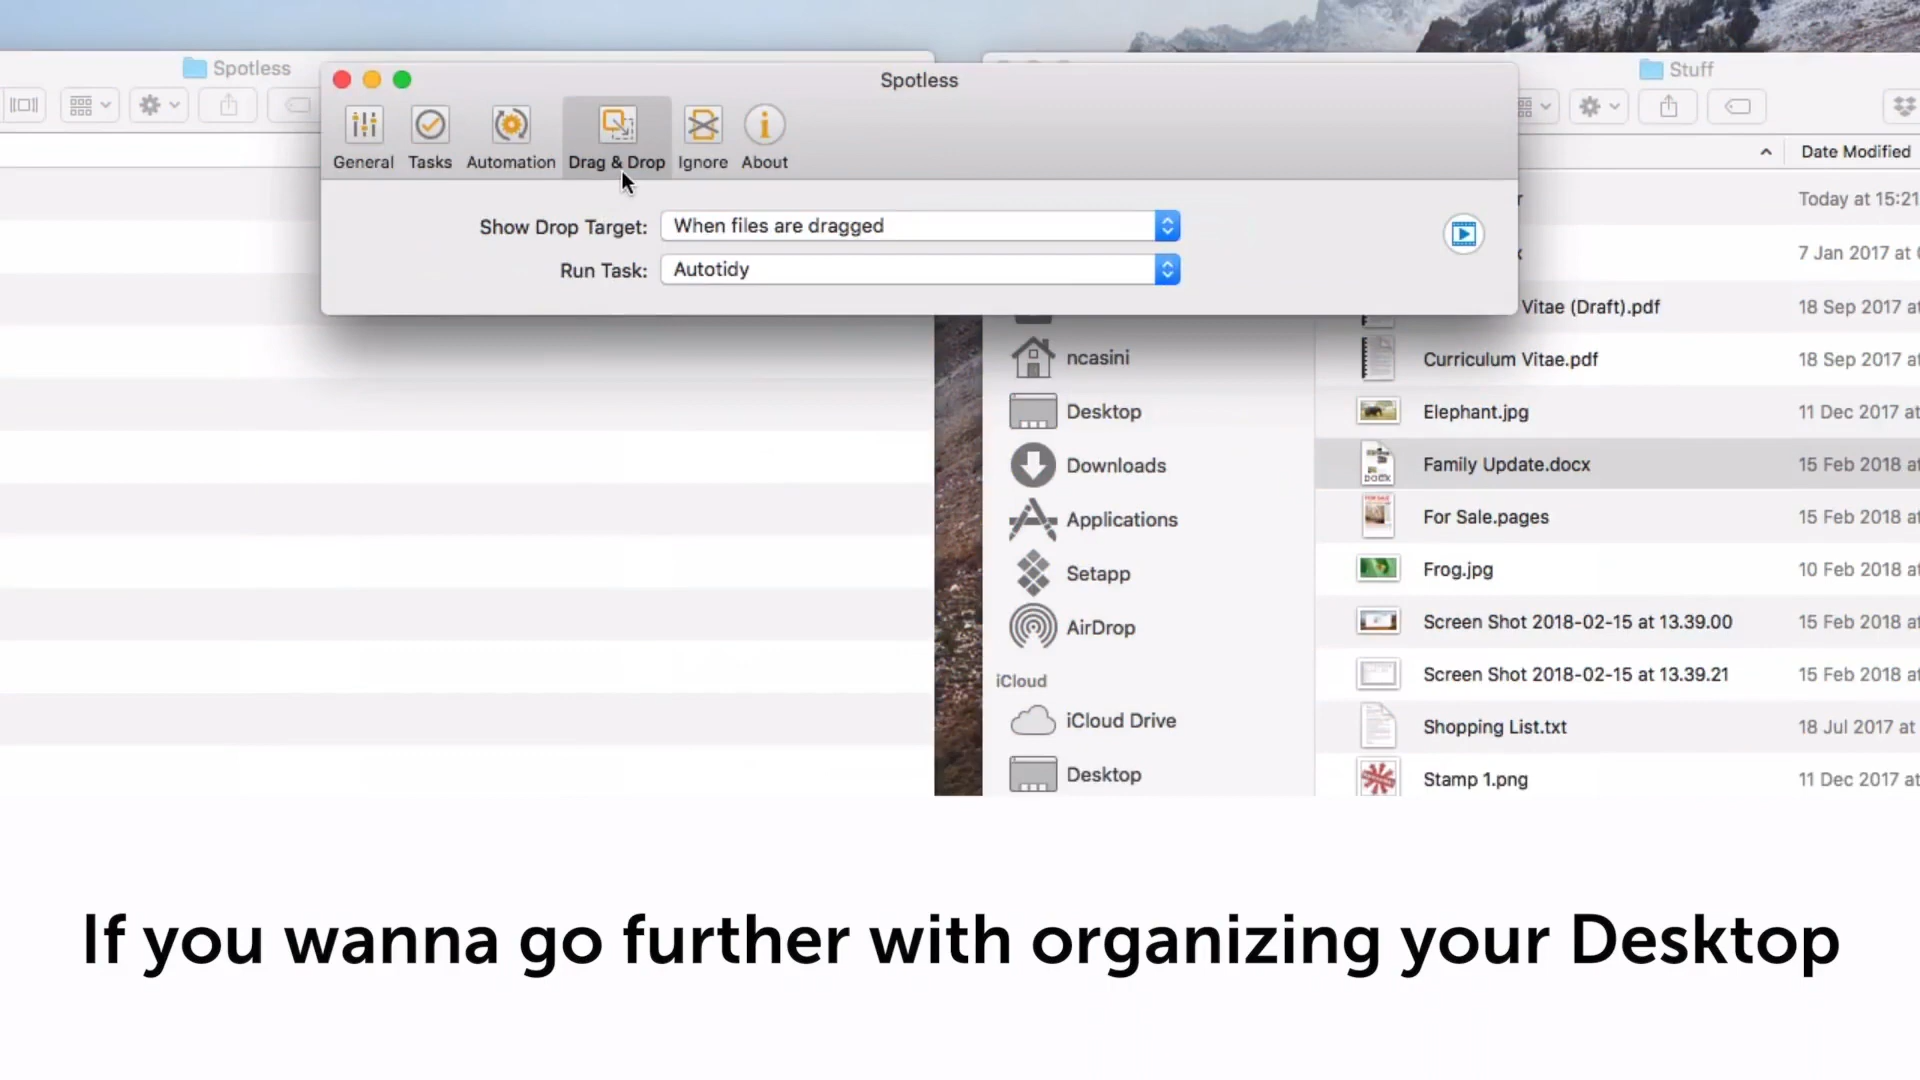 Spotless
Stuff
Spotless
General Tasks Automation Drag & Drop Ignore About
Date Modified
Show Drop Target: When files are dragged
Run Task: Autotidy
Today at 15:21
7 Jan 2017 at
Vitae (Draft).pdf 18 Sep 2017 at
ncasini
Curriculum Vitae.pdf 18 Sep 2017 at
Desktop
Elephant.jpg 11 Dec 2017 at
Downloads
Family Update.docx 15 Feb 2018 at
DOCX
FOR SALE
Applications
For Sale.pages 15 Feb 2018 at
Setapp
Frog.jpg 10 Feb 2018 at
AirDrop
Screen Shot 2018-02-15 at 13.39.00 15 Feb 2018 at
iCloud
Screen Shot 2018-02-15 at 13.39.21 15 Feb 2018 at
iCloud Drive
Shopping List.txt 18 Jul 2017 at
Desktop
Stamp 1.png 11 Dec 2017 at
If you wanna go further with organizing your Desktop